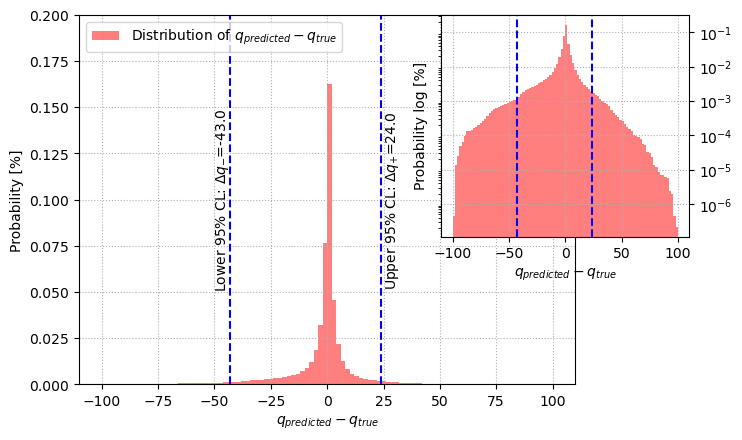 Distribution of q_predicted − q_true
Probability [%]
0.200
0.175
0.150
0.125
0.100
0.075
0.050
0.025
0.000
Lower 95% CL: Δq_−=-43.0
Upper 95% CL: Δq_+=24.0
−100 −75 −50 −25 0 25 50 75 100
q_predicted − q_true
Probability log [%]
10^−1
10^−2
10^−3
10^−4
10^−5
10^−6
−100 −50 0 50 100
q_predicted − q_true